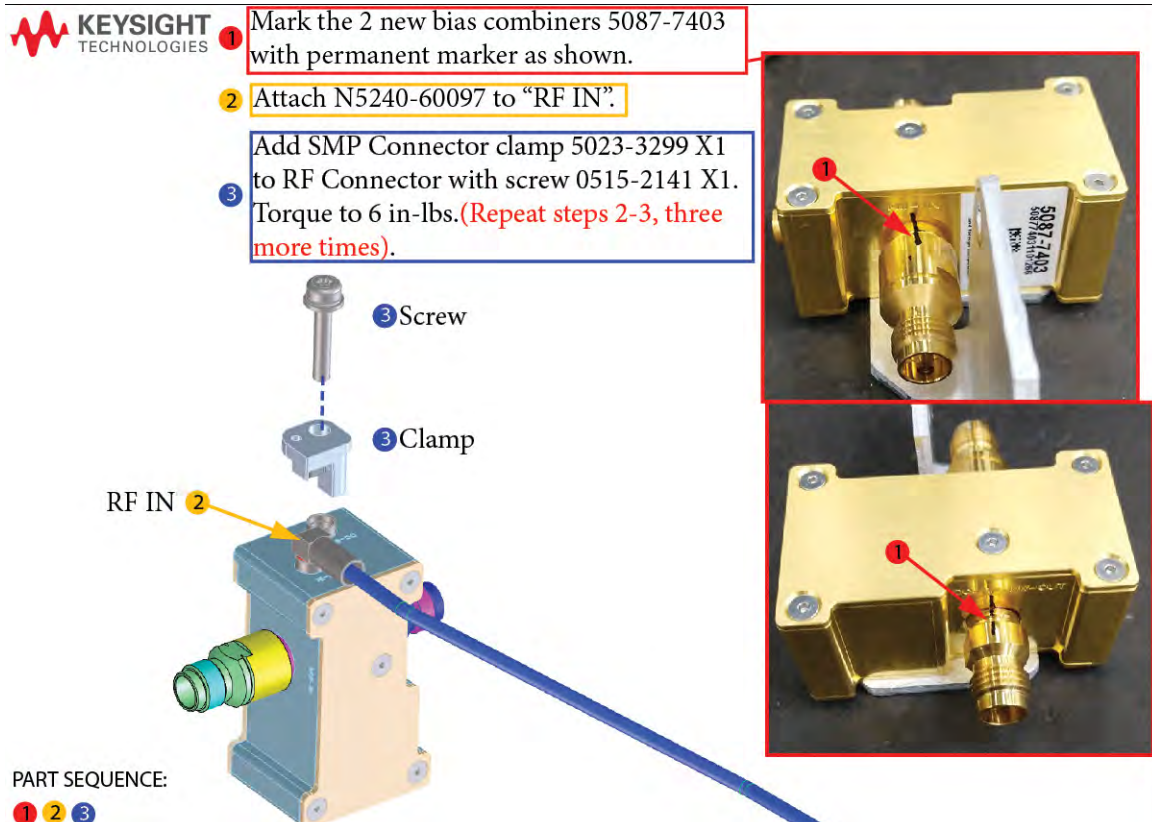 KEYSIGHT
TECHNOLOGIES
1 Mark the 2 new bias combiners 5087-7403
with permanent marker as shown.
2 Attach N5240-60097 to “RF IN”.
3 Add SMP Connector clamp 5023-3299 X1
to RF Connector with screw 0515-2141 X1.
Torque to 6 in-lbs.(Repeat steps 2-3, three
more times).
3 Screw
3 Clamp
RF IN 2
1
5087-7403
1
PART SEQUENCE:
1 2 3